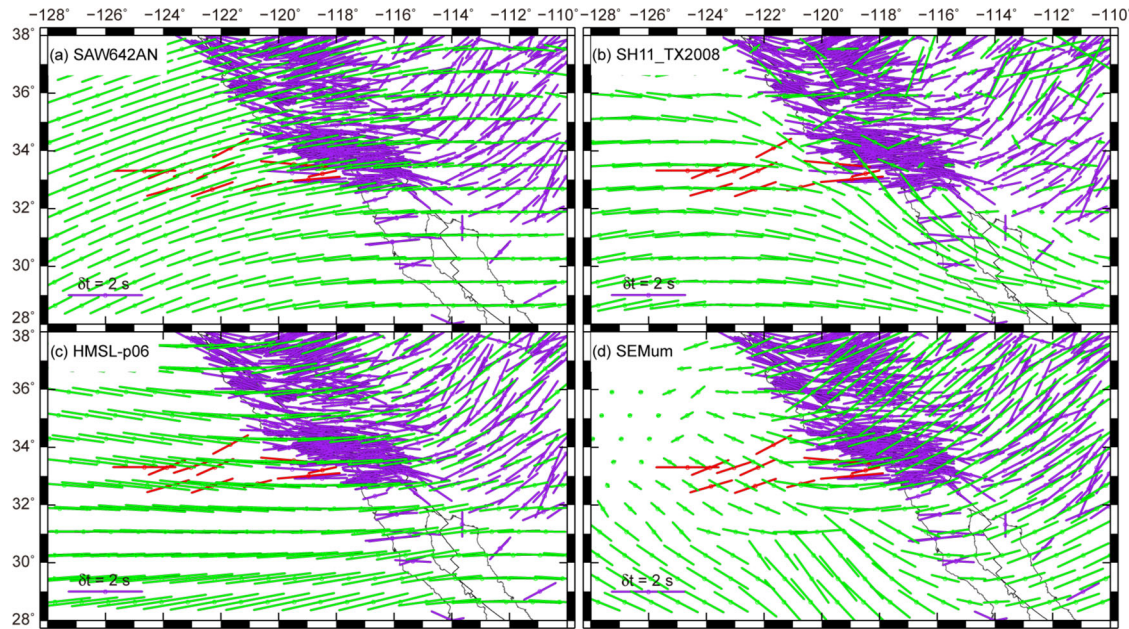 −128° −126° −124° −122° −120° −118° −116° −114° −112° −110° −128° −126° −124° −122° −120° −118° −116° −114° −112° −110°
38°
(a) SAW642AN
(b) SH11_TX2008
36°
34°
32°
30°
δt = 2 s
δt = 2 s
28°
38°
(c) HMSL-p06
(d) SEMum
36°
34°
32°
30°
δt = 2 s
δt = 2 s
28°